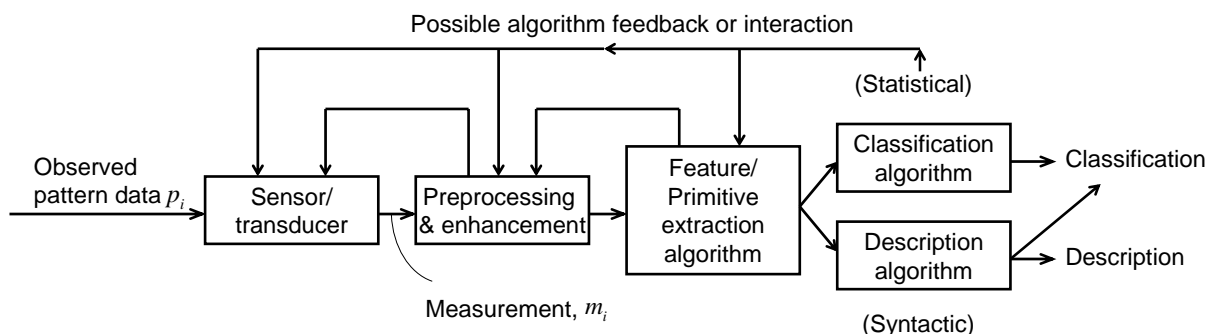 Possible algorithm feedback or interaction
(Statistical)
Observed
pattern data p_i
Sensor/
transducer
Preprocessing
& enhancement
Feature/
Primitive
extraction
algorithm
Classification
algorithm
Classification
Description
algorithm
Description
Measurement, m_i
(Syntactic)